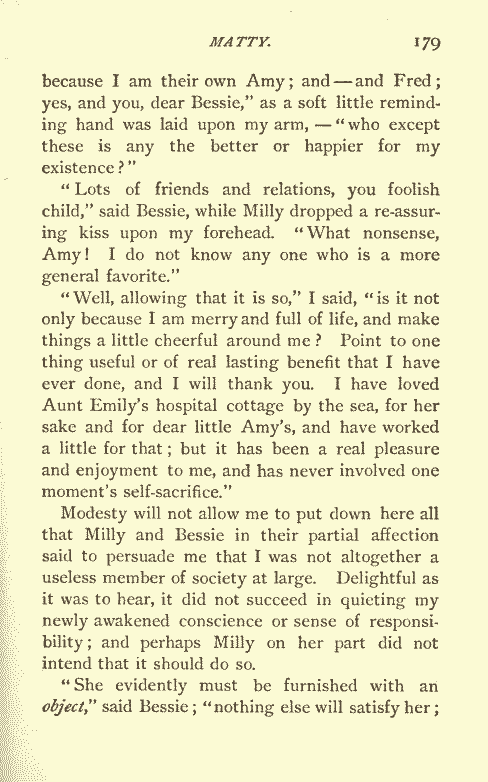 MATTY. 179
because I am their own Amy; and — and Fred;
yes, and you, dear Bessie,” as a soft little remind-
ing hand was laid upon my arm, — “who except
these is any the better or happier for my
existence?”
“Lots of friends and relations, you foolish
child,” said Bessie, while Milly dropped a re-assur-
ing kiss upon my forehead. “What nonsense,
Amy! I do not know any one who is a more
general favorite.”
“Well, allowing that it is so,” I said, “is it not
only because I am merry and full of life, and make
things a little cheerful around me? Point to one
thing useful or of real lasting benefit that I have
ever done, and I will thank you. I have loved
Aunt Emily’s hospital cottage by the sea, for her
sake and for dear little Amy’s, and have worked
a little for that; but it has been a real pleasure
and enjoyment to me, and has never involved one
moment’s self-sacrifice.”
Modesty will not allow me to put down here all
that Milly and Bessie in their partial affection
said to persuade me that I was not altogether a
useless member of society at large. Delightful as
it was to hear, it did not succeed in quieting my
newly awakened conscience or sense of responsi-
bility; and perhaps Milly on her part did not
intend that it should do so.
“She evidently must be furnished with an
object,” said Bessie; “nothing else will satisfy her;